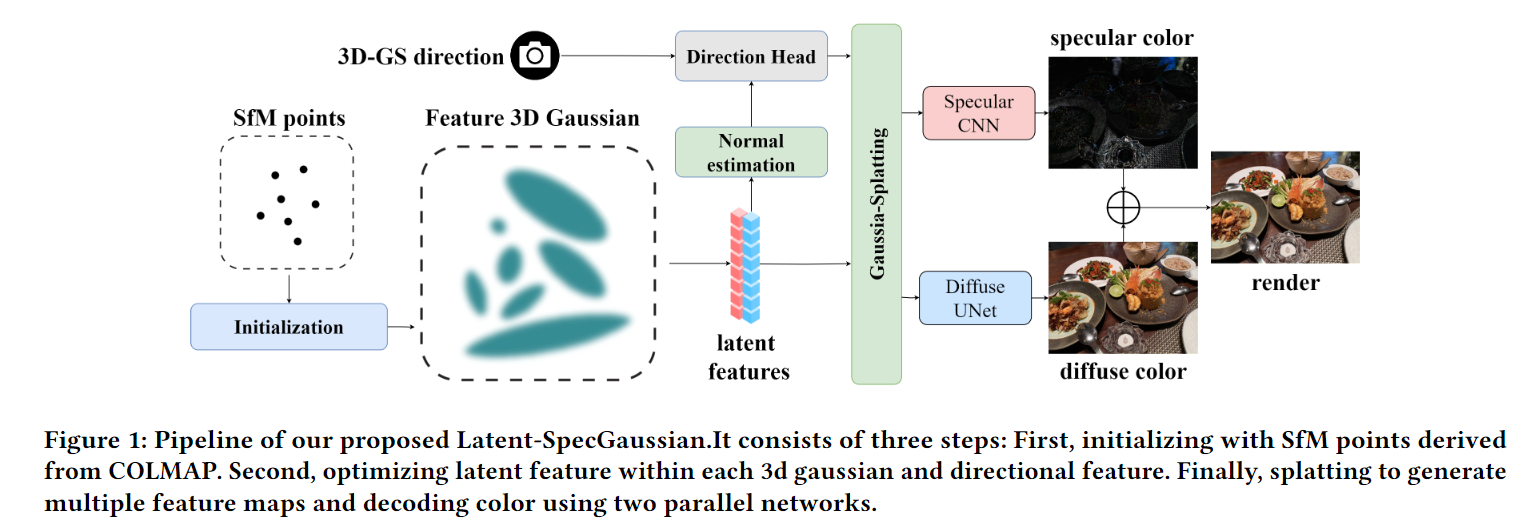 3D-GS direction
Direction Head
specular color
SfM points
Feature 3D Gaussian
Normal
estimation
Gaussia-Splatting
Specular
CNN
Initialization
latent
features
Diffuse
UNet
diffuse color
render
Figure 1: Pipeline of our proposed Latent-SpecGaussian.It consists of three steps: First, initializing with SfM points derived
from COLMAP. Second, optimizing latent feature within each 3d gaussian and directional feature. Finally, splatting to generate
multiple feature maps and decoding color using two parallel networks.